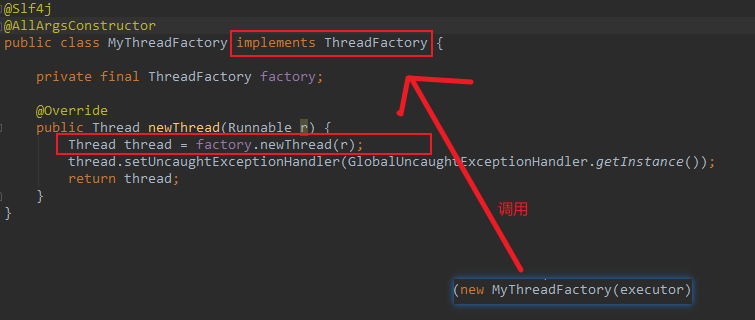 @Slf4j
@AllArgsConstructor
public class MyThreadFactory implements ThreadFactory {
private final ThreadFactory factory;
@Override
public Thread newThread(Runnable r) {
Thread thread = factory.newThread(r);
thread.setUncaughtExceptionHandler(GlobalUncaughtExceptionHandler.getInstance());
return thread;
}
}
调用
(new MyThreadFactory(executor)